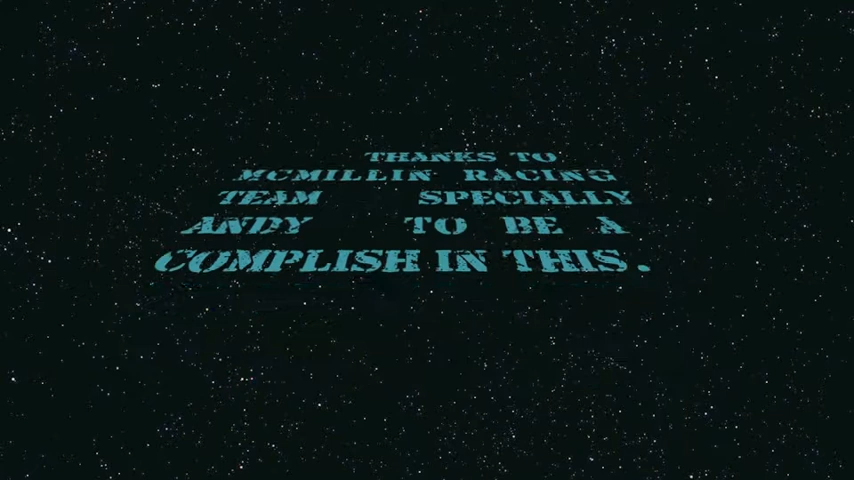 THANKS TO
MCMILLIN RACING
TEAM SPECIALLY
ANDY TO BE A
COMPLISH IN THIS.